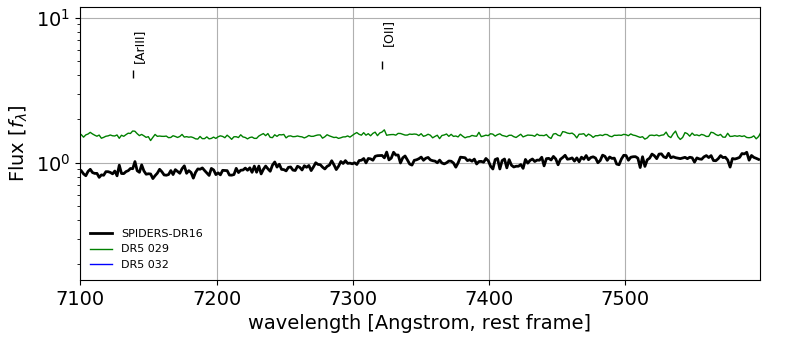 10¹
[ArIII]
[OII]
Flux [fλ]
10⁰
SPIDERS-DR16
DR5 029
DR5 032
7100 7200 7300 7400 7500
wavelength [Angstrom, rest frame]